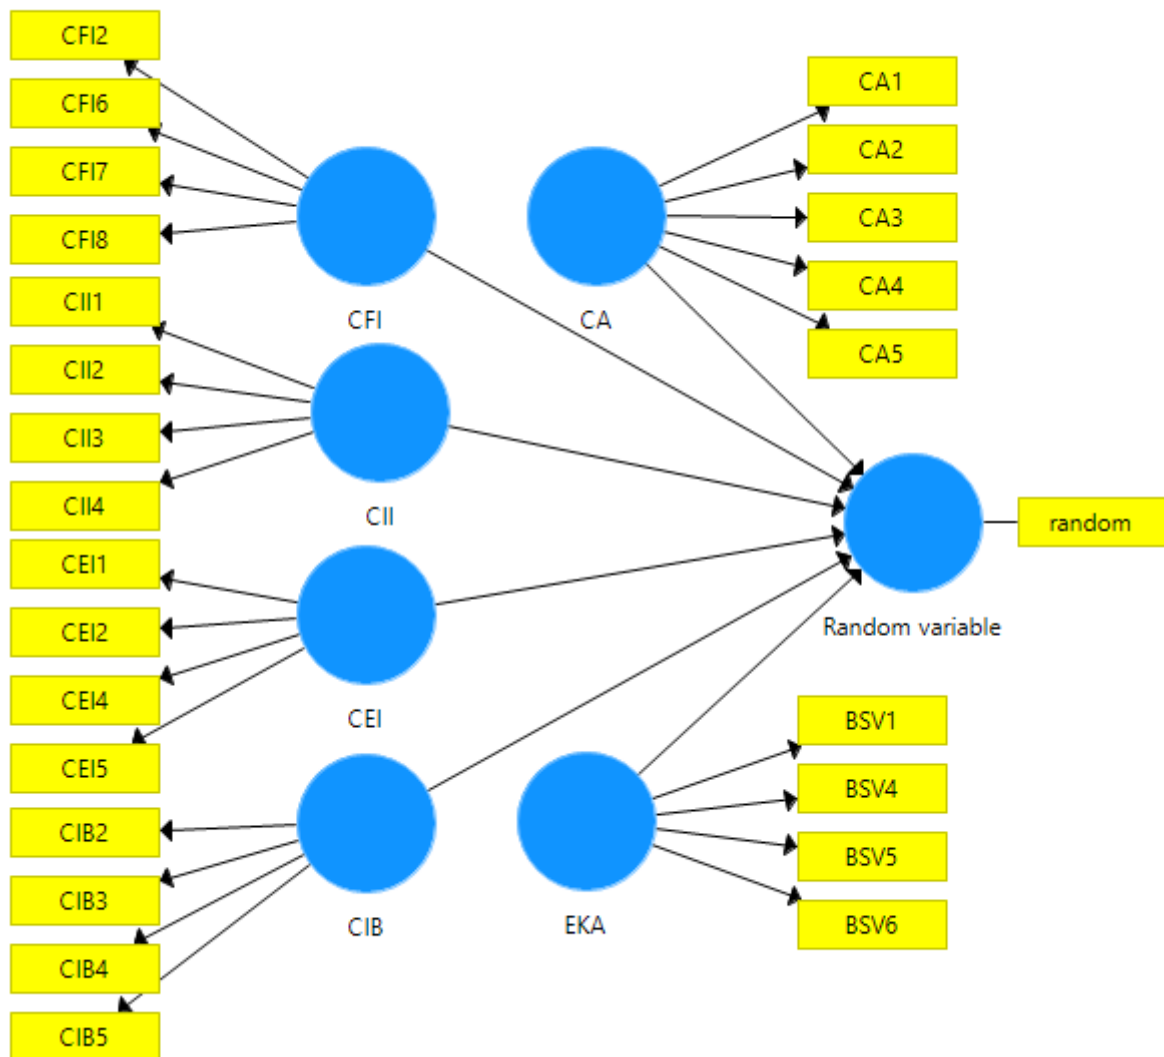 CFI2
CFI6
CFI7
CFI8
CII1
CII2
CII3
CII4
CEI1
CEI2
CEI4
CEI5
CIB2
CIB3
CIB4
CIB5
CFI
CII
CEI
CIB
CA
EKA
CA1
CA2
CA3
CA4
CA5
random
Random variable
BSV1
BSV4
BSV5
BSV6